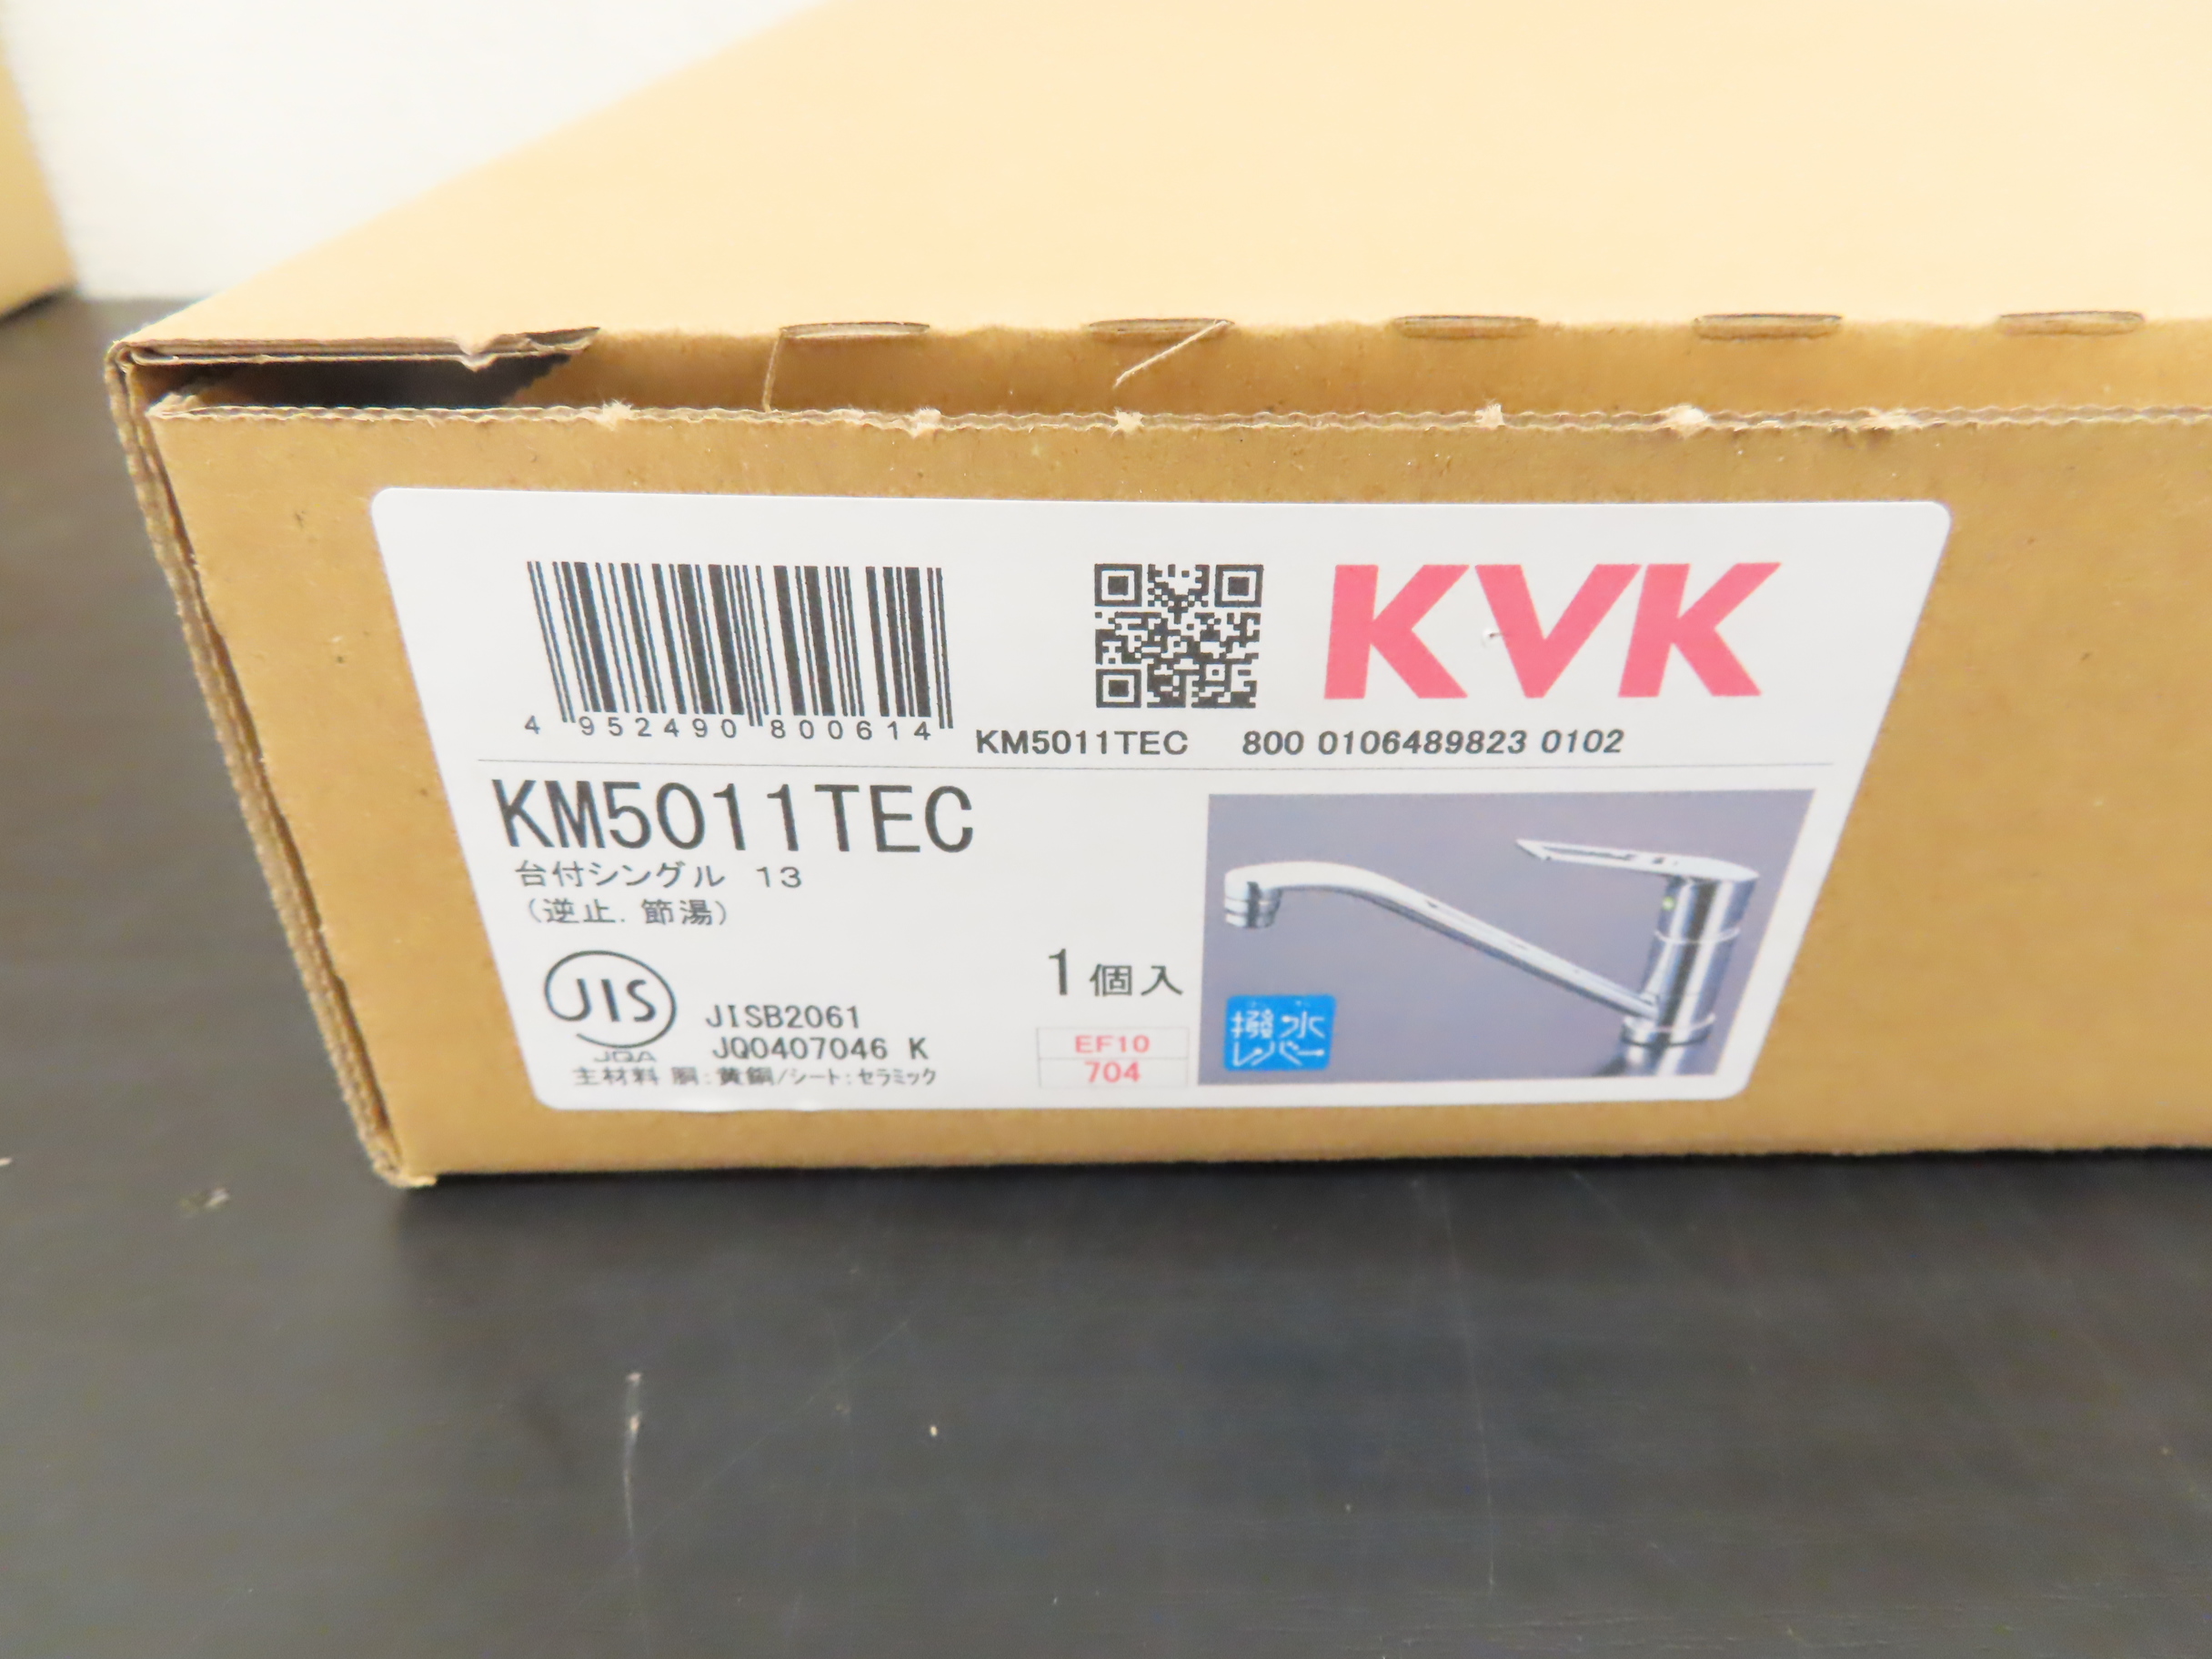 KVK
4 952490 800614
KM5011TEC 800 0106489823 0102
KM5011TEC
台付シングル 13
(逆止.節湯)
1個入
JIS
JQA
JISB2061
JQ0407046 K
主材料 胴:黄銅/シート:セラミック
EF10
704
撥水
レバー